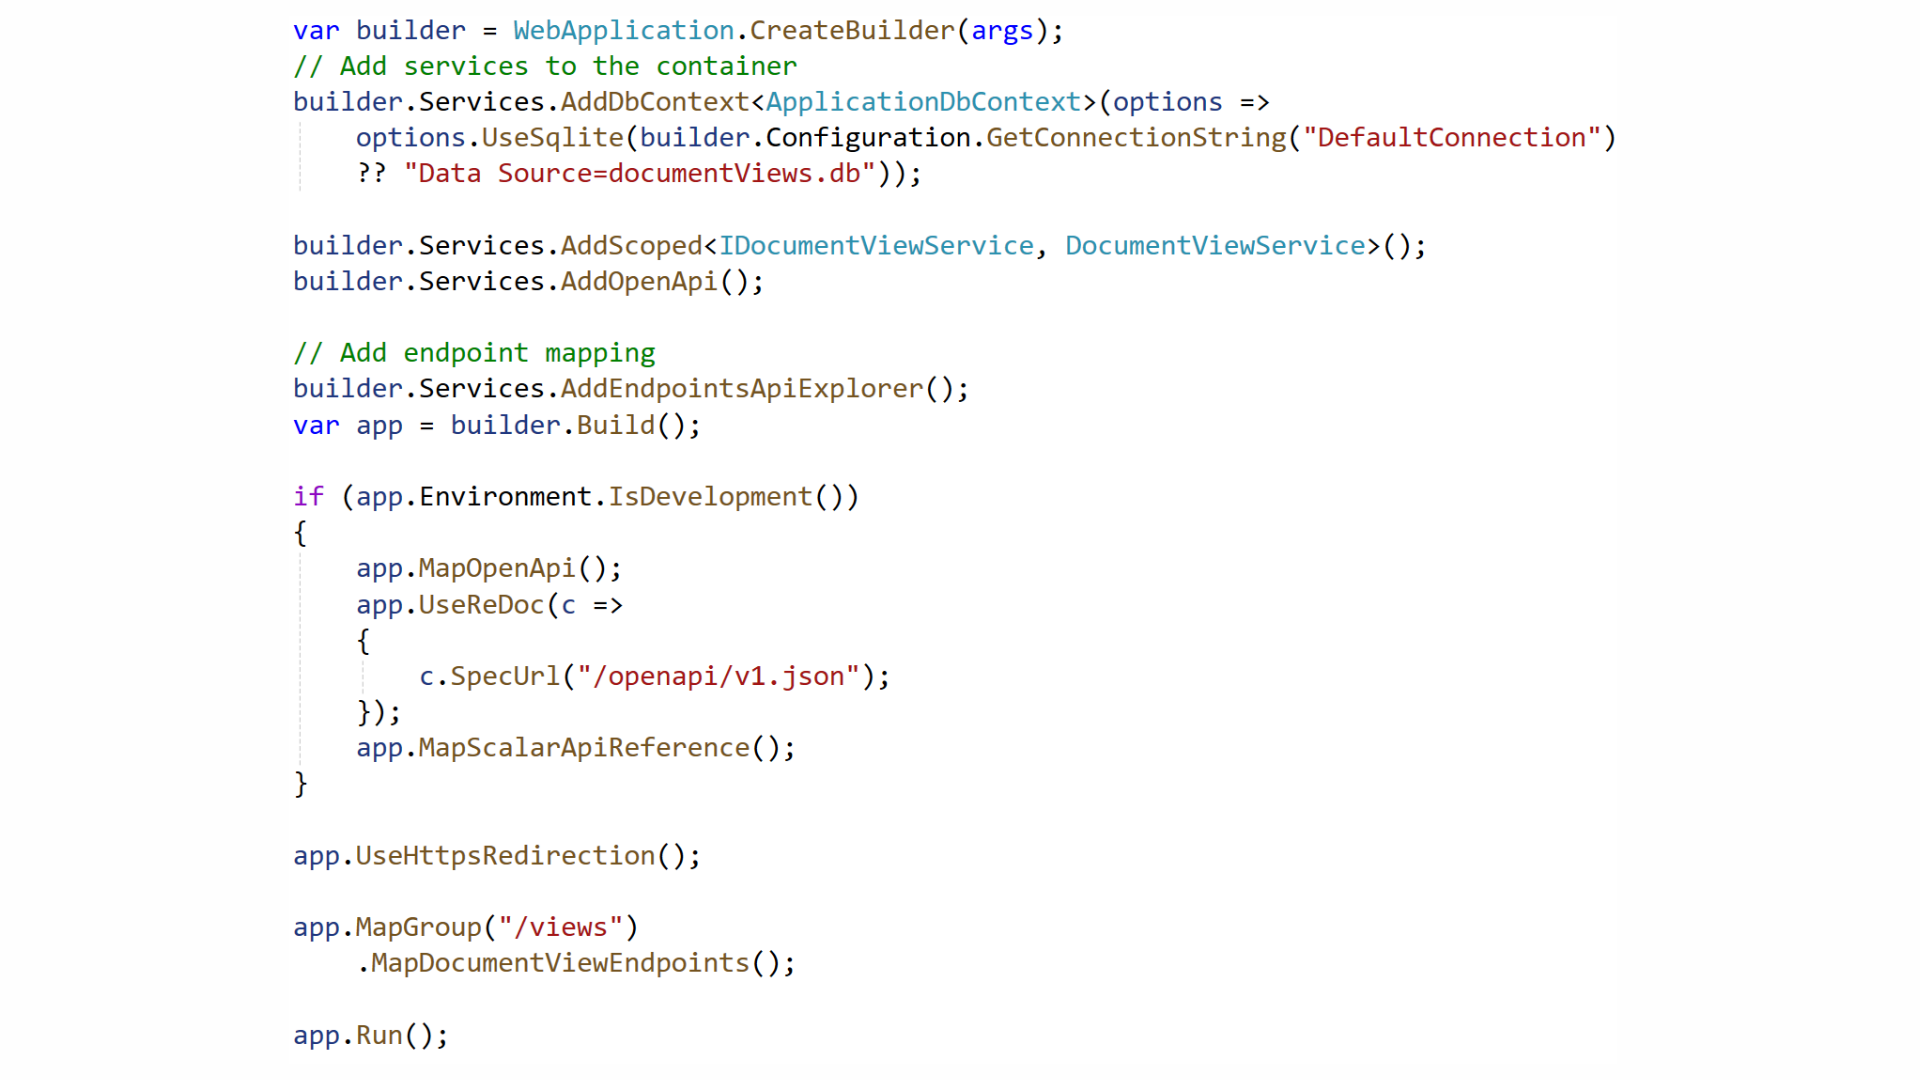 var builder = WebApplication.CreateBuilder(args);
// Add services to the container
builder.Services.AddDbContext<ApplicationDbContext>(options =>
    options.UseSqlite(builder.Configuration.GetConnectionString("DefaultConnection")
    ?? "Data Source=documentViews.db"));

builder.Services.AddScoped<IDocumentViewService, DocumentViewService>();
builder.Services.AddOpenApi();

// Add endpoint mapping
builder.Services.AddEndpointsApiExplorer();
var app = builder.Build();

if (app.Environment.IsDevelopment())
{
    app.MapOpenApi();
    app.UseReDoc(c =>
    {
        c.SpecUrl("/openapi/v1.json");
    });
    app.MapScalarApiReference();
}

app.UseHttpsRedirection();

app.MapGroup("/views")
    .MapDocumentViewEndpoints();

app.Run();